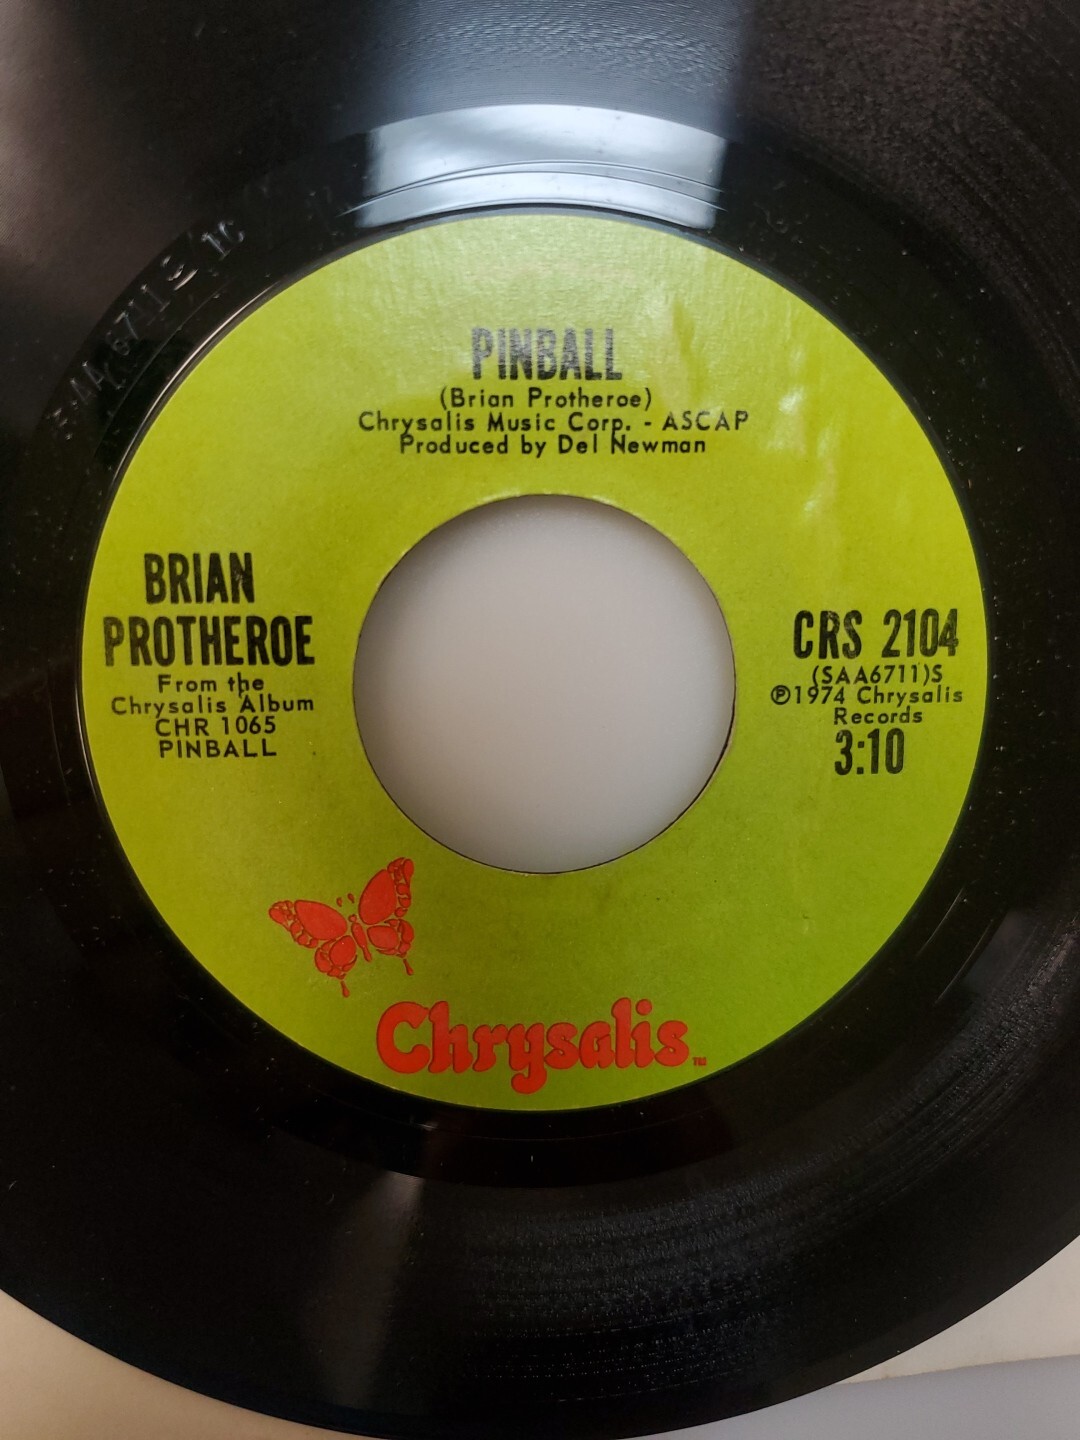 PINBALL
(Brian Protheroe)
Chrysalis Music Corp. - ASCAP
Produced by Del Newman
BRIAN
PROTHEROE
From the
Chrysalis Album
CHR 1065
PINBALL
CRS 2104
(SAA6711)S
℗1974 Chrysalis
Records
3:10
Chrysalis TM